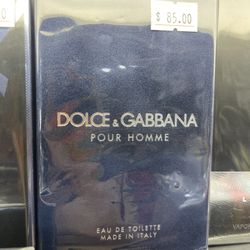 $ 85.00
DOLCE & GABBANA
POUR HOMME
EAU DE TOILETTE
MADE IN ITALY